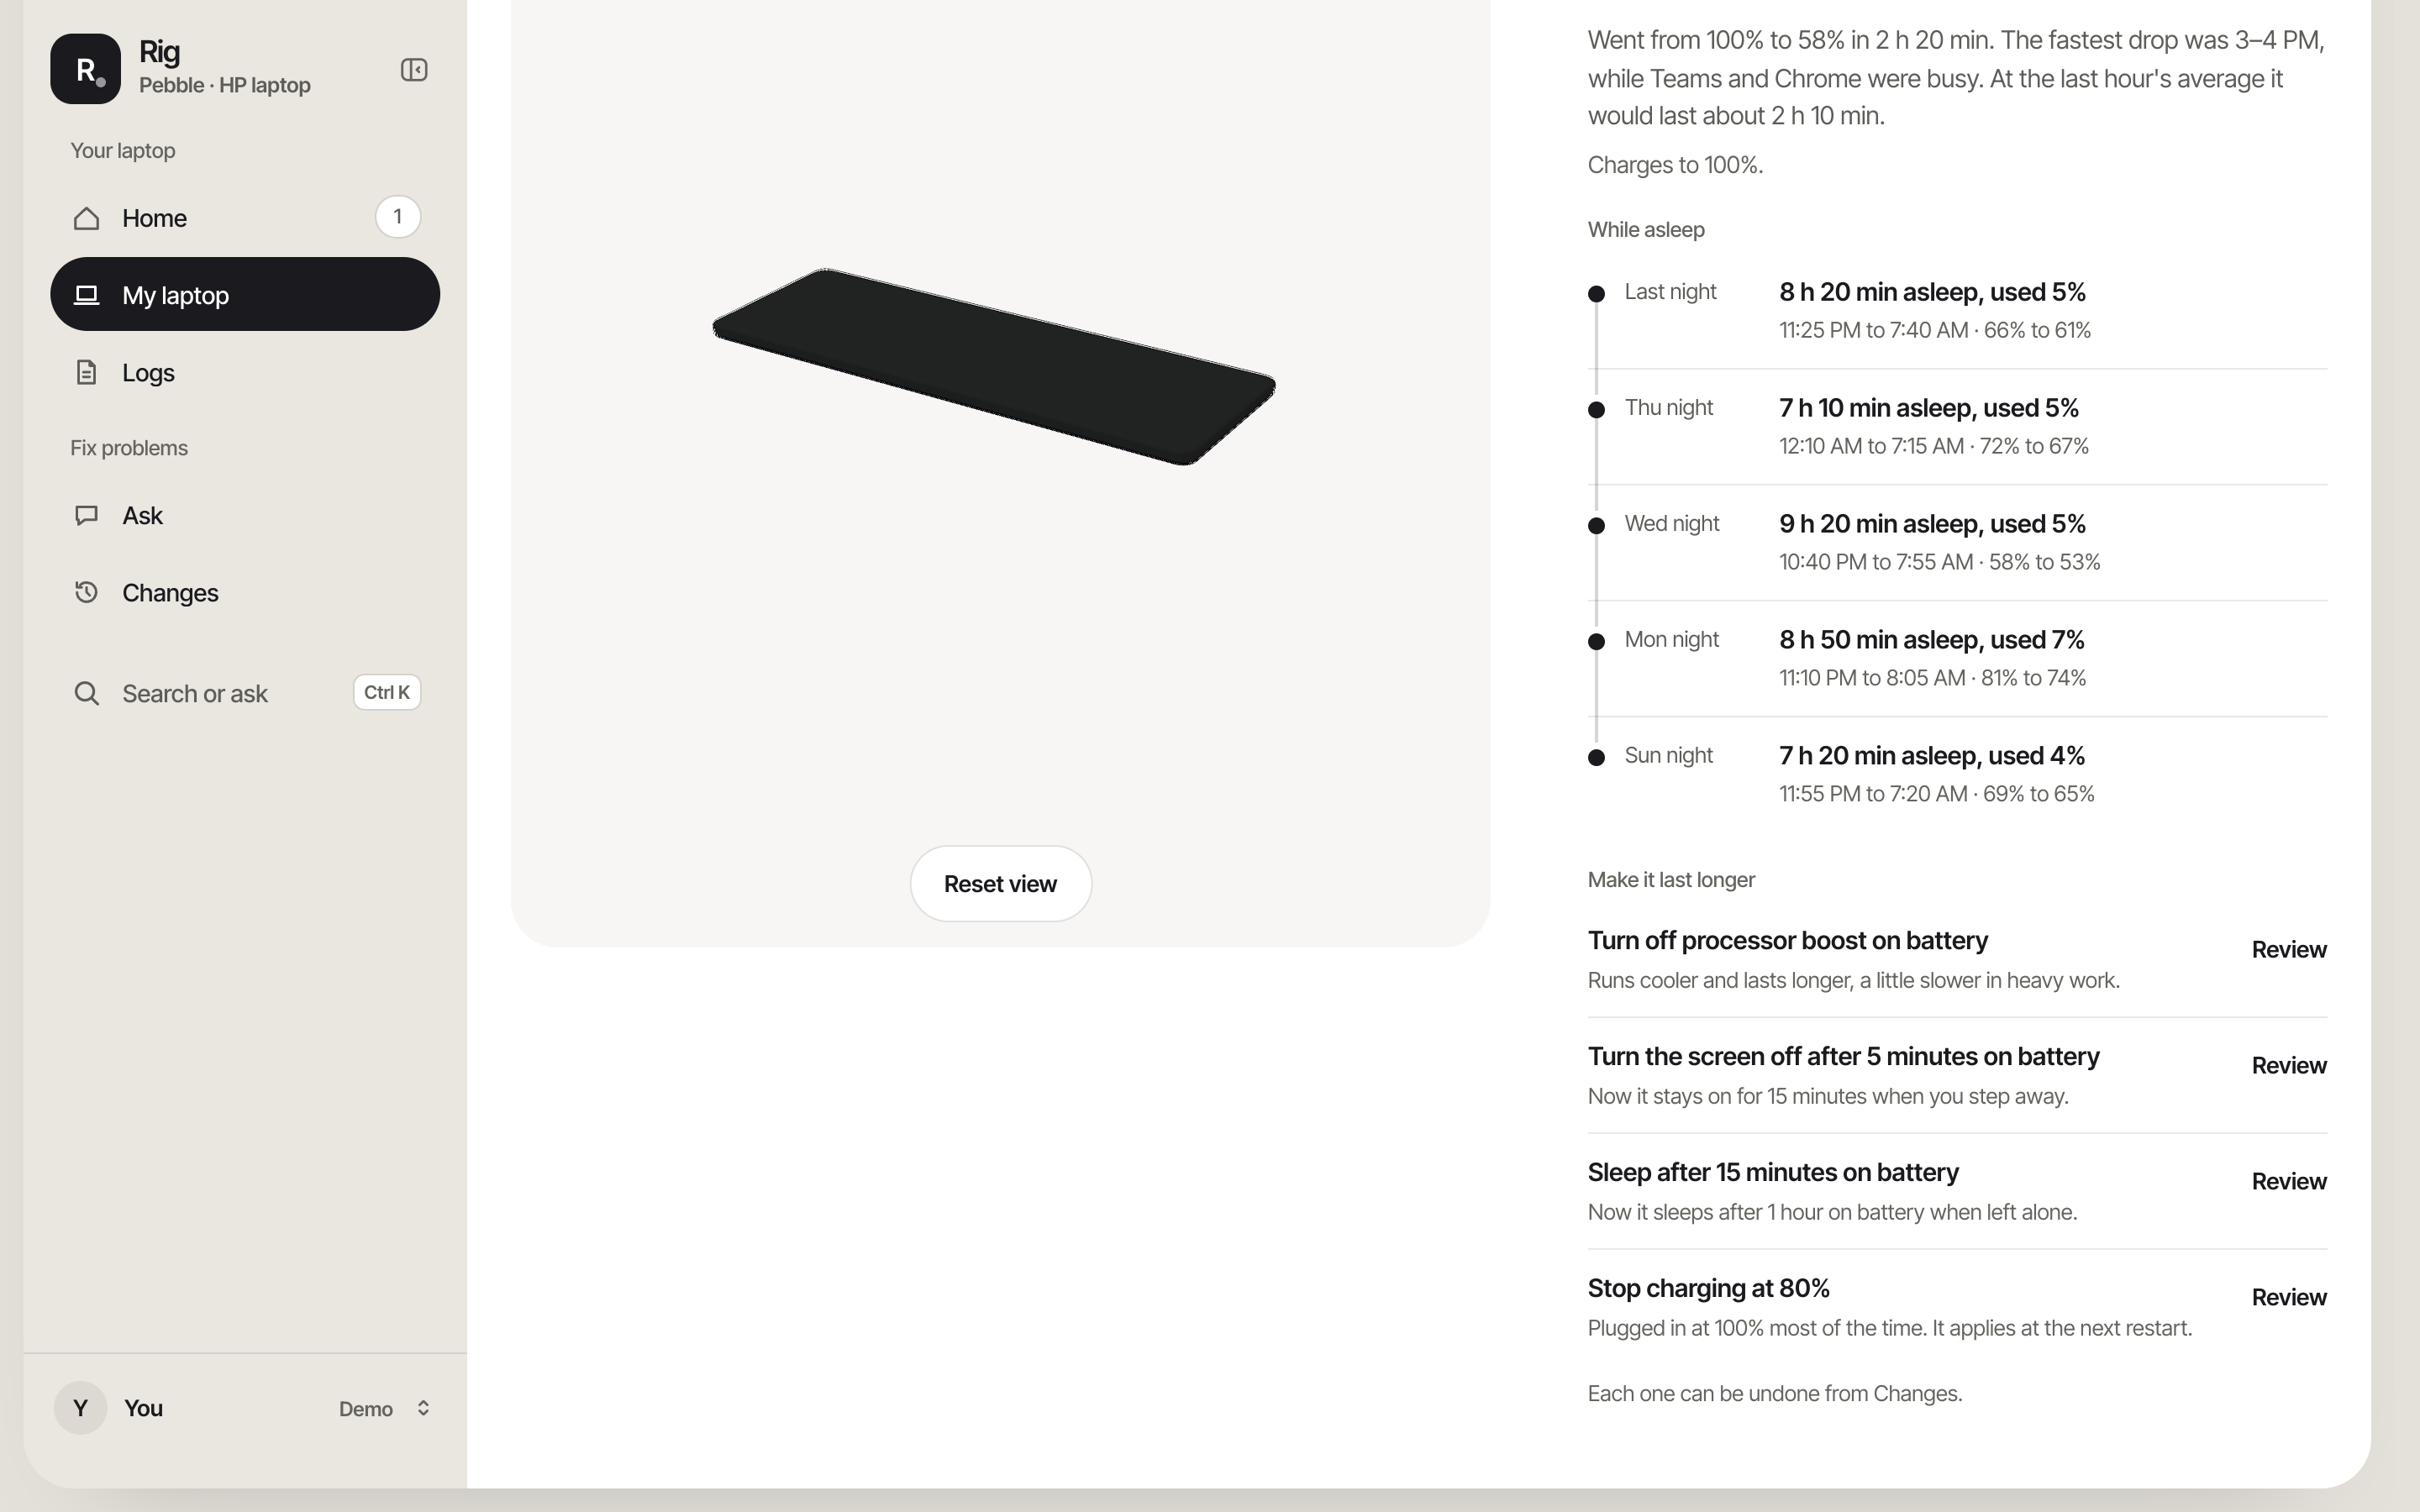 R
Rig
Pebble · HP laptop
Your laptop
Home
1
My laptop
Logs
Fix problems
Ask
Changes
Search or ask
Ctrl K
Y
You
Demo
Reset view
Went from 100% to 58% in 2 h 20 min. The fastest drop was 3–4 PM,
while Teams and Chrome were busy. At the last hour's average it
would last about 2 h 10 min.
Charges to 100%.
While asleep
Last night
8 h 20 min asleep, used 5%
11:25 PM to 7:40 AM · 66% to 61%
Thu night
7 h 10 min asleep, used 5%
12:10 AM to 7:15 AM · 72% to 67%
Wed night
9 h 20 min asleep, used 5%
10:40 PM to 7:55 AM · 58% to 53%
Mon night
8 h 50 min asleep, used 7%
11:10 PM to 8:05 AM · 81% to 74%
Sun night
7 h 20 min asleep, used 4%
11:55 PM to 7:20 AM · 69% to 65%
Make it last longer
Turn off processor boost on battery
Review
Runs cooler and lasts longer, a little slower in heavy work.
Turn the screen off after 5 minutes on battery
Review
Now it stays on for 15 minutes when you step away.
Sleep after 15 minutes on battery
Review
Now it sleeps after 1 hour on battery when left alone.
Stop charging at 80%
Review
Plugged in at 100% most of the time. It applies at the next restart.
Each one can be undone from Changes.